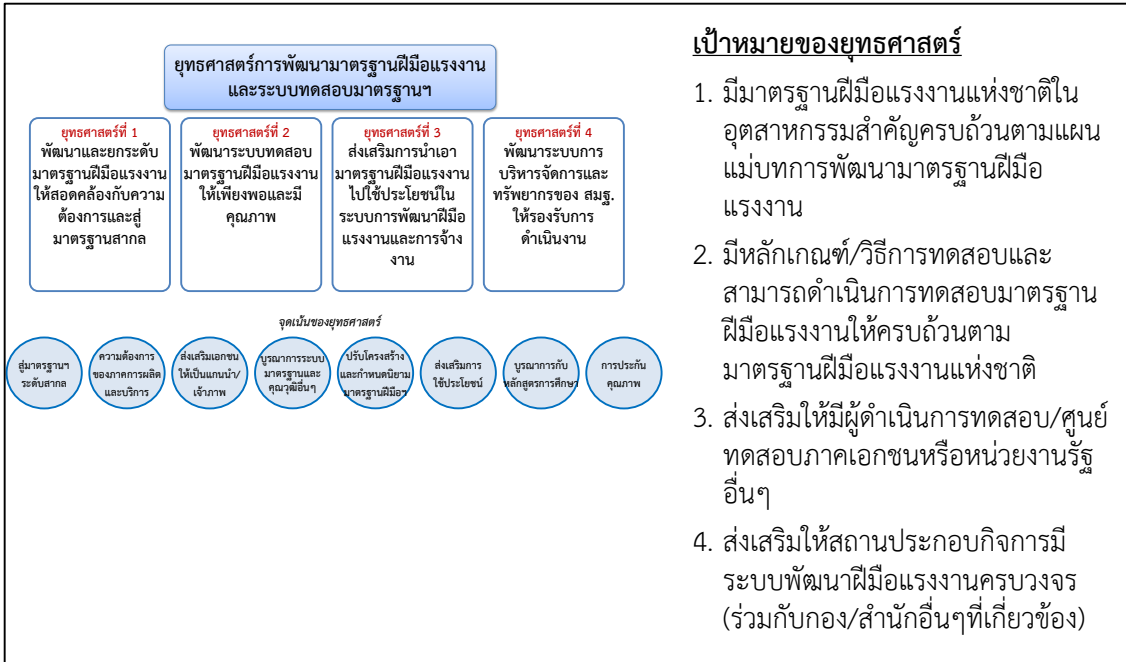 ยุทธศาสตร์การพัฒนามาตรฐานฝีมือแรงงาน
และระบบทดสอบมาตรฐานฯ
ยุทธศาสตร์ที่ 1
พัฒนาและยกระดับ
มาตรฐานฝีมือแรงงาน
ให้สอดคล้องกับความ
ต้องการและสู่
มาตรฐานสากล
ยุทธศาสตร์ที่ 2
พัฒนาระบบทดสอบ
มาตรฐานฝีมือแรงงาน
ให้เพียงพอและมี
คุณภาพ
ยุทธศาสตร์ที่ 3
ส่งเสริมการนำเอา
มาตรฐานฝีมือแรงงาน
ไปใช้ประโยชน์ใน
ระบบการพัฒนาฝีมือ
แรงงานและการจ้าง
งาน
ยุทธศาสตร์ที่ 4
พัฒนาระบบการ
บริหารจัดการและ
ทรัพยากรของ สมฐ.
ให้รองรับการ
ดำเนินงาน
จุดเน้นของยุทธศาสตร์
สู่มาตรฐานฯ
ระดับสากล
ความต้องการ
ของภาคการผลิต
และบริการ
ส่งเสริมเอกชน
ให้เป็นแกนนำ/
เจ้าภาพ
บูรณาการระบบ
มาตรฐานและ
คุณวุฒิอื่นๆ
ปรับโครงสร้าง
และกำหนดนิยาม
มาตรฐานฝีมือฯ
ส่งเสริมการ
ใช้ประโยชน์
บูรณาการกับ
หลักสูตรการศึกษา
การประกัน
คุณภาพ
เป้าหมายของยุทธศาสตร์
1. มีมาตรฐานฝีมือแรงงานแห่งชาติใน
อุตสาหกรรมสำคัญครบถ้วนตามแผน
แม่บทการพัฒนามาตรฐานฝีมือ
แรงงาน
2. มีหลักเกณฑ์/วิธีการทดสอบและ
สามารถดำเนินการทดสอบมาตรฐาน
ฝีมือแรงงานให้ครบถ้วนตาม
มาตรฐานฝีมือแรงงานแห่งชาติ
3. ส่งเสริมให้มีผู้ดำเนินการทดสอบ/ศูนย์
ทดสอบภาคเอกชนหรือหน่วยงานรัฐ
อื่นๆ
4. ส่งเสริมให้สถานประกอบกิจการมี
ระบบพัฒนาฝีมือแรงงานครบวงจร
(ร่วมกับกอง/สำนักอื่นๆที่เกี่ยวข้อง)